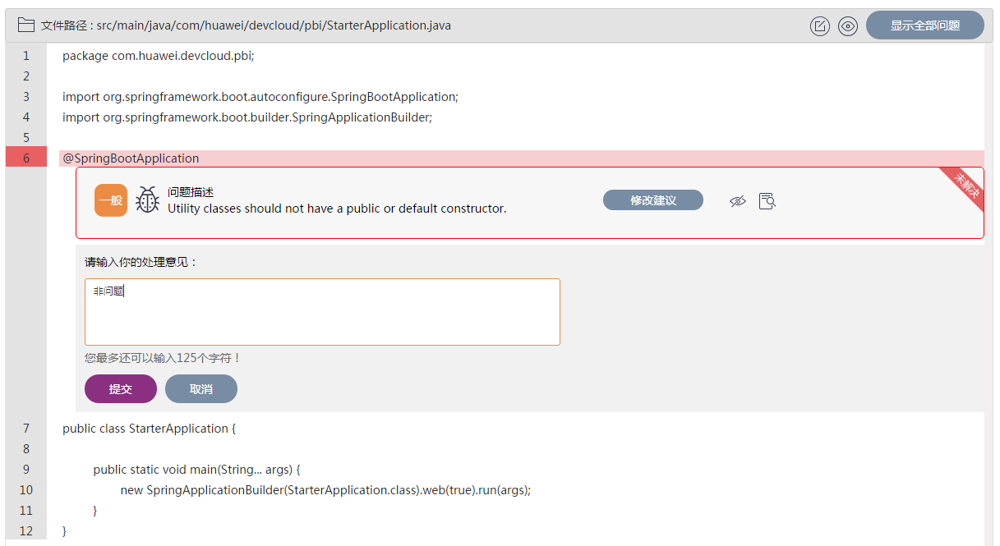 文件路径 : src/main/java/com/huawei/devcloud/pbi/StarterApplication.java
显示全部问题
1 package com.huawei.devcloud.pbi;
2
3 import org.springframework.boot.autoconfigure.SpringBootApplication;
4 import org.springframework.boot.builder.SpringApplicationBuilder;
5
6 @SpringBootApplication
一般
问题描述
Utility classes should not have a public or default constructor.
修改建议
未解决
请输入你的处理意见：
非问题
您最多还可以输入125个字符！
提交 取消
7 public class StarterApplication {
8
9 public static void main(String... args) {
10 new SpringApplicationBuilder(StarterApplication.class).web(true).run(args);
11 }
12 }